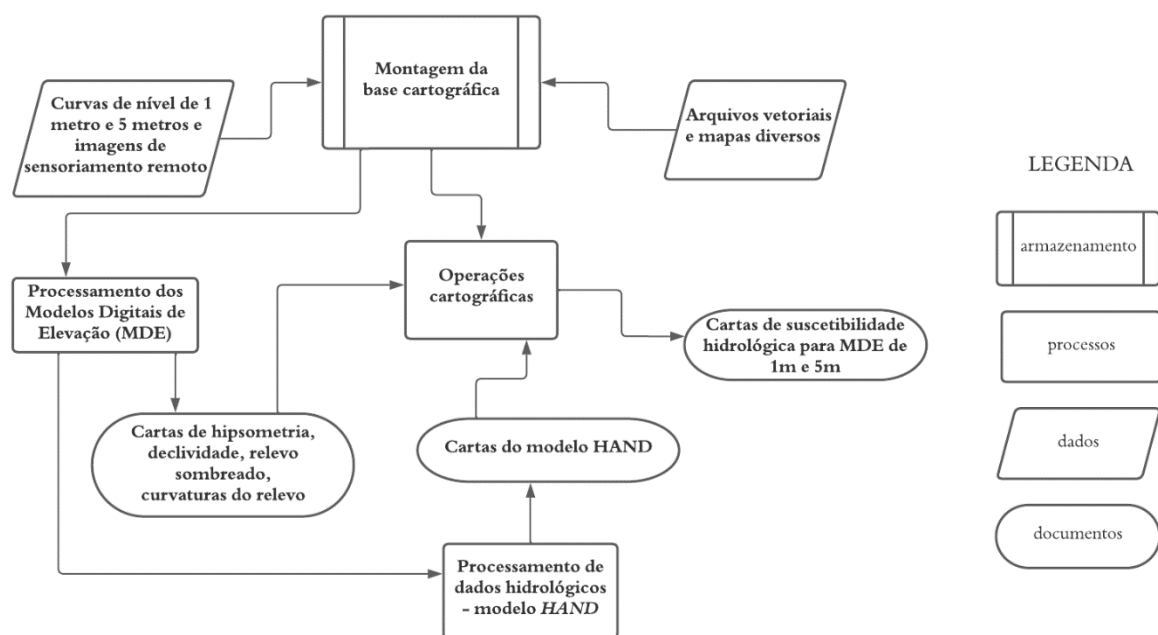 Montagem da
base cartográfica
Curvas de nível de 1
metro e 5 metros e
imagens de
sensoriamento remoto
Arquivos vetoriais
e mapas diversos
Processamento dos
Modelos Digitais de
Elevação (MDE)
Operações
cartográficas
Cartas de suscetibilidade
hidrológica para MDE de
1m e 5m
Cartas de hipsometria,
declividade, relevo
sombreado,
curvaturas do relevo
Cartas do modelo HAND
Processamento de
dados hidrológicos
- modelo HAND
LEGENDA
armazenamento
processos
dados
documentos